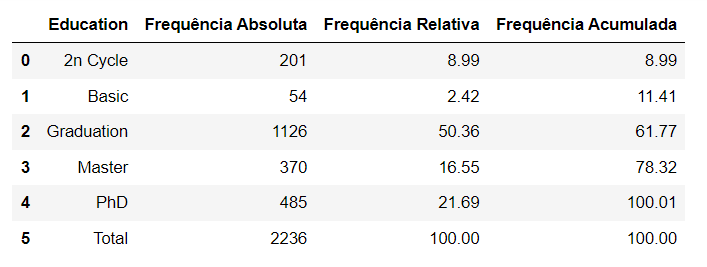 Education Frequência Absoluta Frequência Relativa Frequência Acumulada
0 2n Cycle 201 8.99 8.99
1 Basic 54 2.42 11.41
2 Graduation 1126 50.36 61.77
3 Master 370 16.55 78.32
4 PhD 485 21.69 100.01
5 Total 2236 100.00 100.00